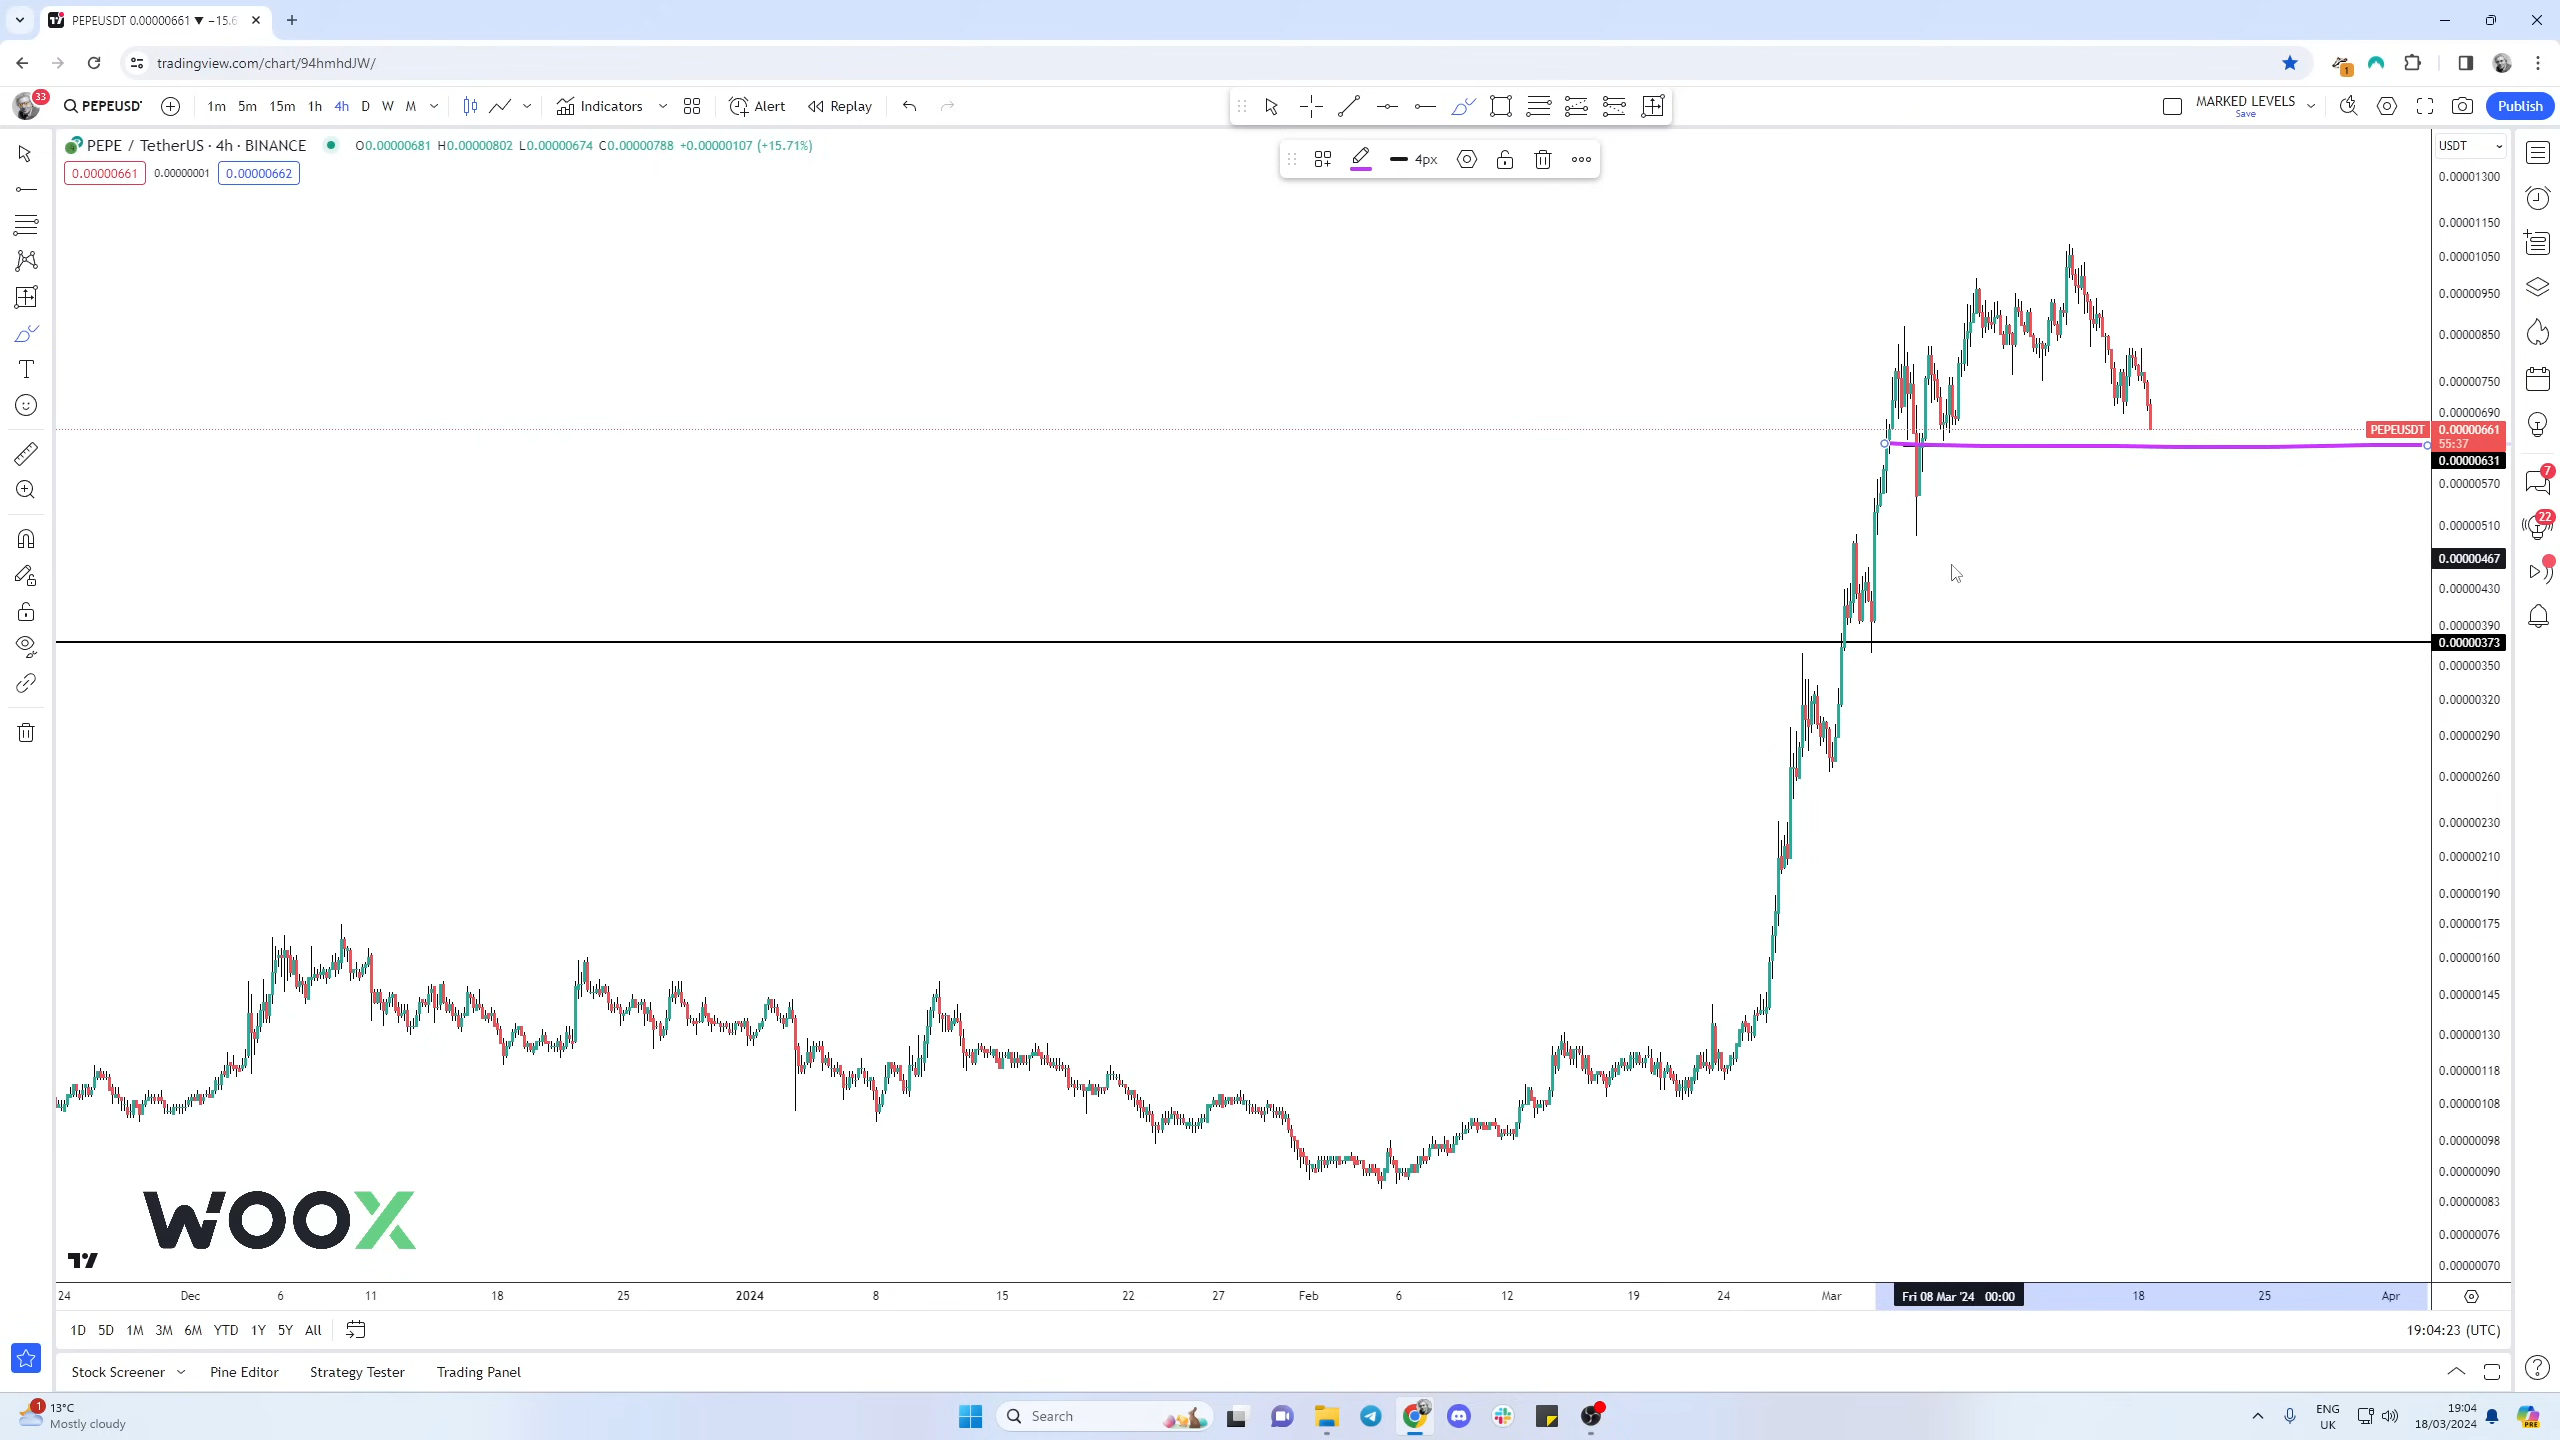 PEPEUSDT 0.00000661 ▼ −15.6
tradingview.com/chart/94hmhdJW/
33
PEPEUSD
1m 5m 15m 1h 4h D W M
Indicators
Alert
Replay
1
MARKED LEVELS
Save
Publish
PEPE / TetherUS · 4h · BINANCE
O0.00000681 H0.00000802 L0.00000674 C0.00000788 +0.00000107 (+15.71%)
0.00000661 0.00000001 0.00000662
4px
USDT
0.00001300
0.00001150
0.00001050
0.00000950
0.00000850
0.00000750
0.00000690
PEPEUSDT 0.00000661
55:37
0.00000631
0.00000570
0.00000510
0.00000467
0.00000430
0.00000390
0.00000373
0.00000350
0.00000320
0.00000290
0.00000260
0.00000230
0.00000210
0.00000190
0.00000175
0.00000160
0.00000145
0.00000130
0.00000118
0.00000108
0.00000098
0.00000090
0.00000083
0.00000076
0.00000070
7
22
WOOX
24 Dec 6 11 18 25 2024 8 15 22 27 Feb 6 12 19 24 Mar Fri 08 Mar '24 00:00 18 25 Apr
1D 5D 1M 3M 6M YTD 1Y 5Y All
19:04:23 (UTC)
Stock Screener Pine Editor Strategy Tester Trading Panel
1
13°C
Mostly cloudy
Search
ENG
UK
19:04
18/03/2024
PRE